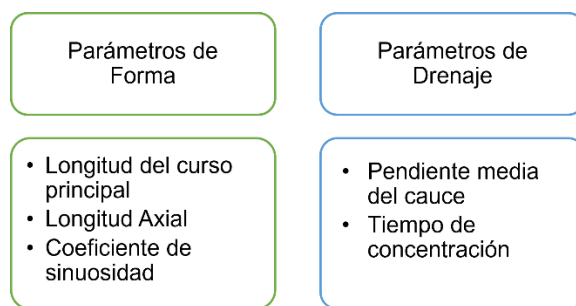 Parámetros de
Forma
Parámetros de
Drenaje
• Longitud del curso
principal
• Longitud Axial
• Coeficiente de
sinuosidad
• Pendiente media
del cauce
• Tiempo de
concentración